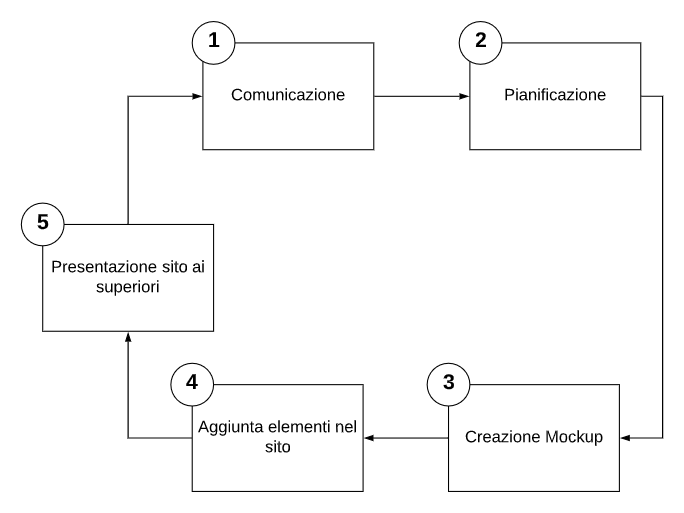 1
Comunicazione
2
Pianificazione
3
Creazione Mockup
4
Aggiunta elementi nel
sito
5
Presentazione sito ai
superiori